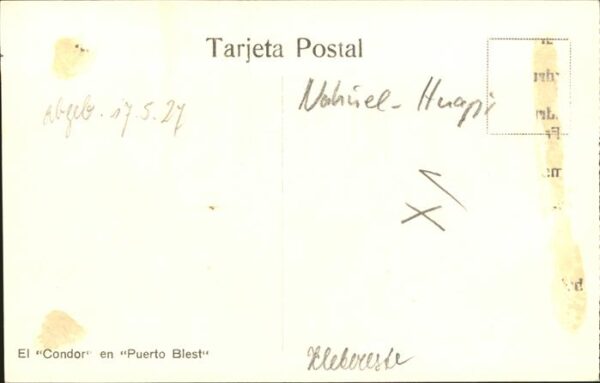 Tarjeta Postal
Nahuel-Huapi
abgeb. 17.5.27
El "Condor" en "Puerto Blest"
Klebereste